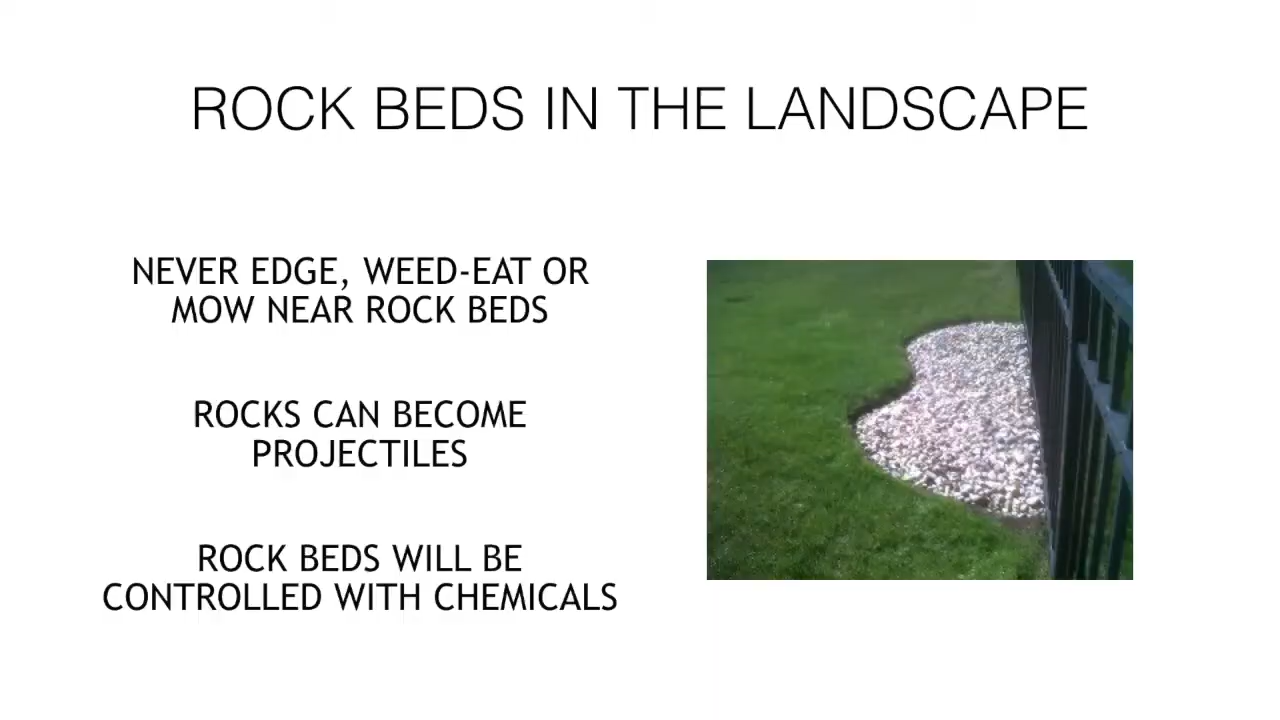 ROCK BEDS IN THE LANDSCAPE
NEVER EDGE, WEED-EAT OR
MOW NEAR ROCK BEDS
ROCKS CAN BECOME
PROJECTILES
ROCK BEDS WILL BE
CONTROLLED WITH CHEMICALS